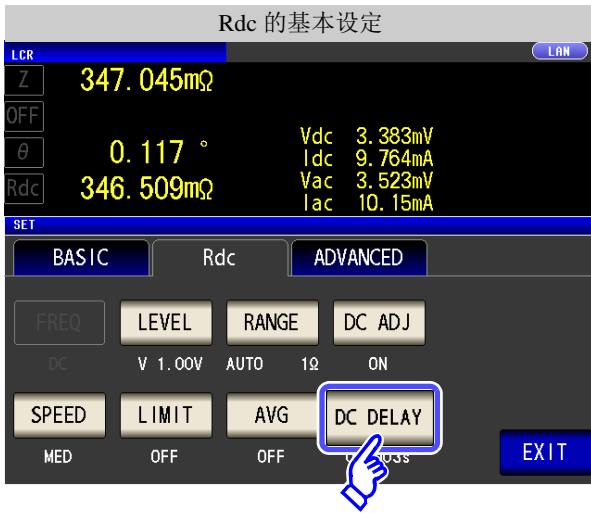 Rdc 的基本设定
LCR LAN
Z 347.045mΩ
OFF
θ 0.117 ° Vdc 3.383mV
Idc 9.764mA
Rdc 346.509mΩ Vac 3.523mV
Iac 10.15mA
SET
BASIC Rdc ADVANCED
FREQ LEVEL RANGE DC ADJ
DC V 1.00V AUTO 1Ω ON
SPEED LIMIT AVG DC DELAY
MED OFF OFF
EXIT